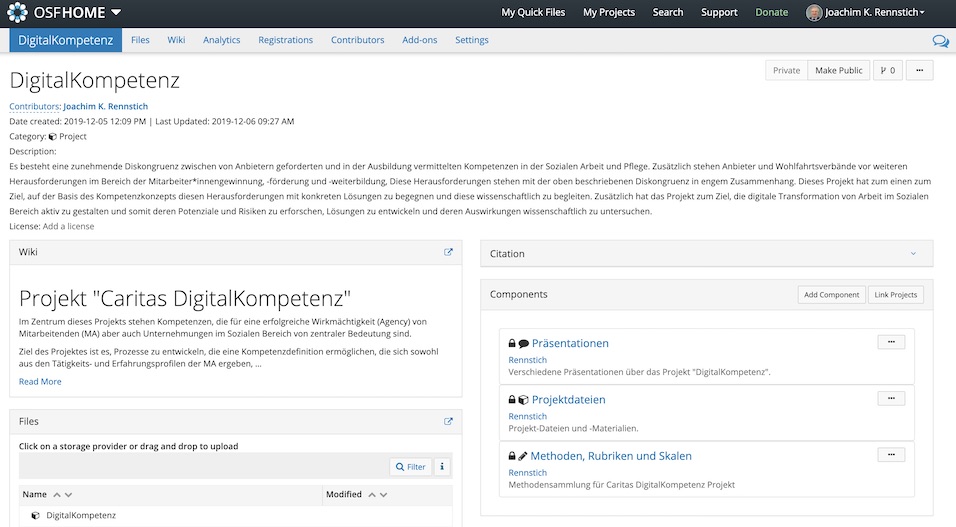 OSFHOME
My Quick Files My Projects Search Support Donate Joachim K. Rennstich
DigitalKompetenz Files Wiki Analytics Registrations Contributors Add-ons Settings
DigitalKompetenz
Private Make Public 0 ...
Contributors: Joachim K. Rennstich
Date created: 2019-12-05 12:09 PM | Last Updated: 2019-12-06 09:27 AM
Category: Project
Description:
Es besteht eine zunehmende Diskongruenz zwischen von Anbietern geforderten und in der Ausbildung vermittelten Kompetenzen in der Sozialen Arbeit und Pflege. Zusätzlich stehen Anbieter und Wohlfahrtsverbände vor weiteren
Herausforderungen im Bereich der Mitarbeiter*innengewinnung, -förderung und -weiterbildung, Diese Herausforderungen stehen mit der oben beschriebenen Diskongruenz in engem Zusammenhang. Dieses Projekt hat zum einen zum
Ziel, auf der Basis des Kompetenzkonzepts diesen Herausforderungen mit konkreten Lösungen zu begegnen und diese wissenschaftlich zu begleiten. Zusätzlich hat das Projekt zum Ziel, die digitale Transformation von Arbeit im Sozialen
Bereich aktiv zu gestalten und somit deren Potenziale und Risiken zu erforschen, Lösungen zu entwickeln und deren Auswirkungen wissenschaftlich zu untersuchen.
License: Add a license
Wiki
Projekt "Caritas DigitalKompetenz"
Im Zentrum dieses Projekts stehen Kompetenzen, die für eine erfolgreiche Wirkmächtigkeit (Agency) von
Mitarbeitenden (MA) aber auch Unternehmungen im Sozialen Bereich von zentraler Bedeutung sind.
Ziel des Projektes ist es, Prozesse zu entwickeln, die eine Kompetenzdefinition ermöglichen, die sich sowohl
aus den Tätigkeits- und Erfahrungsprofilen der MA ergeben, ...
Read More
Files
Click on a storage provider or drag and drop to upload
Filter i
Name Modified
DigitalKompetenz
Citation
Components Add Component Link Projects
Präsentationen ...
Rennstich
Verschiedene Präsentationen über das Projekt "DigitalKompetenz".
Projektdateien ...
Rennstich
Projekt-Dateien und -Materialien.
Methoden, Rubriken und Skalen ...
Rennstich
Methodensammlung für Caritas DigitalKompetenz Projekt